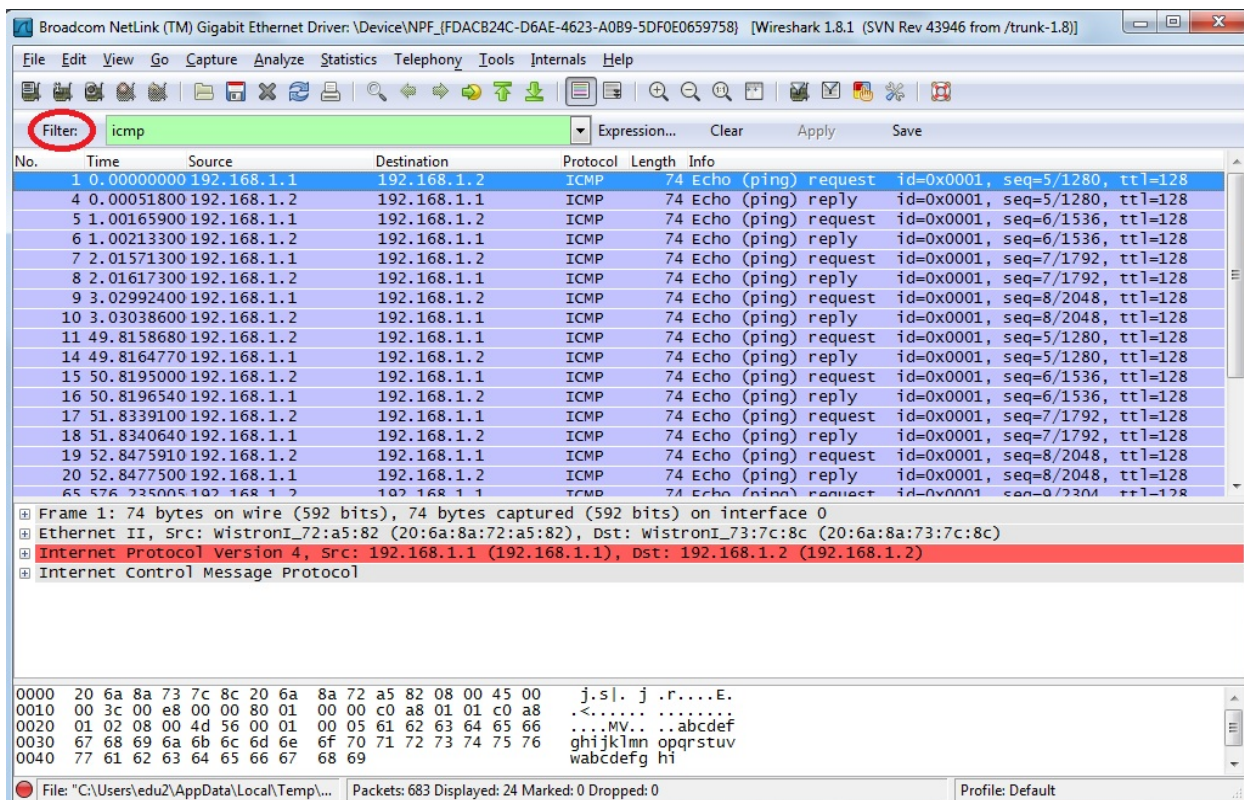 Broadcom NetLink (TM) Gigabit Ethernet Driver: \Device\NPF_{FDACB24C-D6AE-4623-A0B9-5DF0E0659758} [Wireshark 1.8.1 (SVN Rev 43946 from /trunk-1.8)]
File Edit View Go Capture Analyze Statistics Telephony Tools Internals Help
Filter: icmp Expression... Clear Apply Save
No. Time Source Destination Protocol Length Info
1 0.00000000 192.168.1.1 192.168.1.2 ICMP 74 Echo (ping) request id=0x0001, seq=5/1280, ttl=128
4 0.00051800 192.168.1.2 192.168.1.1 ICMP 74 Echo (ping) reply id=0x0001, seq=5/1280, ttl=128
5 1.00165900 192.168.1.1 192.168.1.2 ICMP 74 Echo (ping) request id=0x0001, seq=6/1536, ttl=128
6 1.00213300 192.168.1.2 192.168.1.1 ICMP 74 Echo (ping) reply id=0x0001, seq=6/1536, ttl=128
7 2.01571300 192.168.1.1 192.168.1.2 ICMP 74 Echo (ping) request id=0x0001, seq=7/1792, ttl=128
8 2.01617300 192.168.1.2 192.168.1.1 ICMP 74 Echo (ping) reply id=0x0001, seq=7/1792, ttl=128
9 3.02992400 192.168.1.1 192.168.1.2 ICMP 74 Echo (ping) request id=0x0001, seq=8/2048, ttl=128
10 3.03038600 192.168.1.2 192.168.1.1 ICMP 74 Echo (ping) reply id=0x0001, seq=8/2048, ttl=128
11 49.8158680 192.168.1.2 192.168.1.1 ICMP 74 Echo (ping) request id=0x0001, seq=5/1280, ttl=128
14 49.8164770 192.168.1.1 192.168.1.2 ICMP 74 Echo (ping) reply id=0x0001, seq=5/1280, ttl=128
15 50.8195000 192.168.1.2 192.168.1.1 ICMP 74 Echo (ping) request id=0x0001, seq=6/1536, ttl=128
16 50.8196540 192.168.1.1 192.168.1.2 ICMP 74 Echo (ping) reply id=0x0001, seq=6/1536, ttl=128
17 51.8339100 192.168.1.2 192.168.1.1 ICMP 74 Echo (ping) request id=0x0001, seq=7/1792, ttl=128
18 51.8340640 192.168.1.1 192.168.1.2 ICMP 74 Echo (ping) reply id=0x0001, seq=7/1792, ttl=128
19 52.8475910 192.168.1.2 192.168.1.1 ICMP 74 Echo (ping) request id=0x0001, seq=8/2048, ttl=128
20 52.8477500 192.168.1.1 192.168.1.2 ICMP 74 Echo (ping) reply id=0x0001, seq=8/2048, ttl=128
65 576.235005 192.168.1.2 192.168.1.1 ICMP 74 Echo (ping) request id=0x0001, seq=9/2304, ttl=128
Frame 1: 74 bytes on wire (592 bits), 74 bytes captured (592 bits) on interface 0
Ethernet II, Src: WistronI_72:a5:82 (20:6a:8a:72:a5:82), Dst: WistronI_73:7c:8c (20:6a:8a:73:7c:8c)
Internet Protocol Version 4, Src: 192.168.1.1 (192.168.1.1), Dst: 192.168.1.2 (192.168.1.2)
Internet Control Message Protocol
0000 20 6a 8a 73 7c 8c 20 6a 8a 72 a5 82 08 00 45 00 j.s|. j .r....E.
0010 00 3c 00 e8 00 00 80 01 00 00 c0 a8 01 01 c0 a8 .<...... ........
0020 01 02 08 00 4d 56 00 01 00 05 61 62 63 64 65 66 ....MV.. ..abcdef
0030 67 68 69 6a 6b 6c 6d 6e 6f 70 71 72 73 74 75 76 ghijklmn opqrstuv
0040 77 61 62 63 64 65 66 67 68 69 wabcdefg hi
File: "C:\Users\edu2\AppData\Local\Temp\... Packets: 683 Displayed: 24 Marked: 0 Dropped: 0 Profile: Default